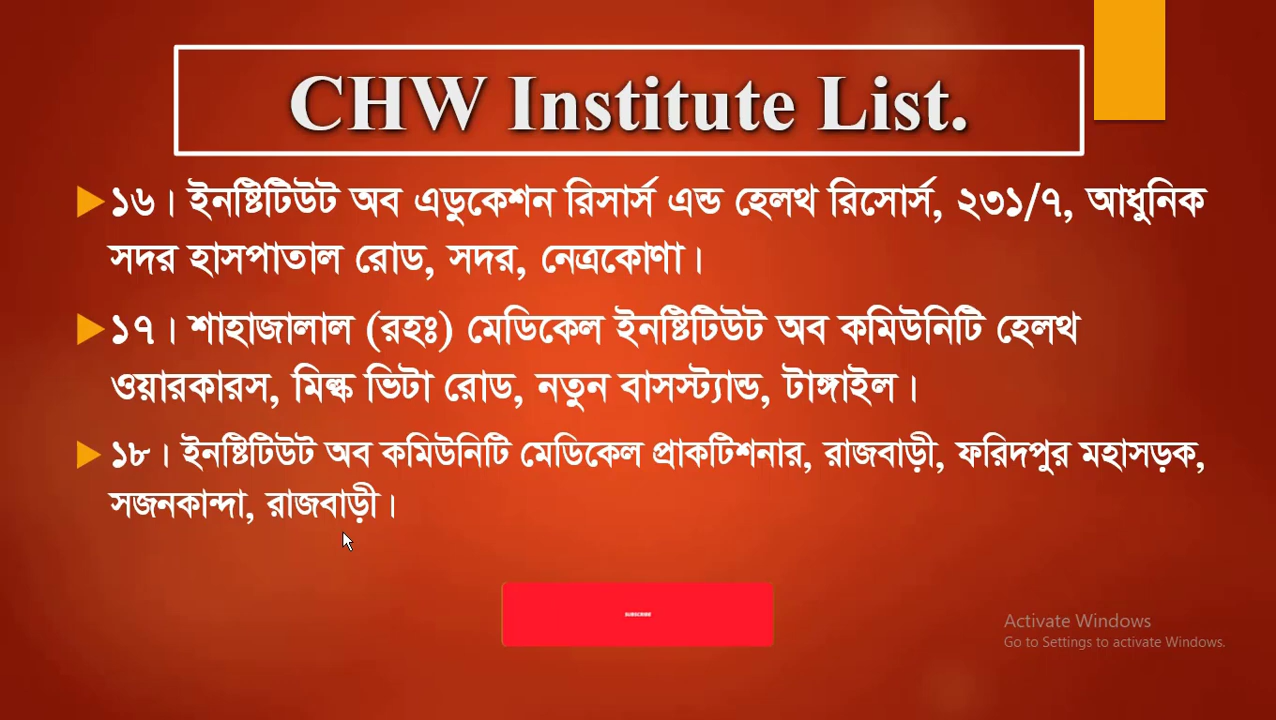 CHW Institute List.
১৬। ইনষ্টিটিউট অব এডুকেশন রিসার্স এন্ড হেলথ রিসোর্স, ২৩১/৭, আধুনিক
সদর হাসপাতাল রোড, সদর, নেত্রকোণা।
১৭। শাহাজালাল (রহঃ) মেডিকেল ইনষ্টিটিউট অব কমিউনিটি হেলথ
ওয়ারকারস, মিল্ক ভিটা রোড, নতুন বাসস্ট্যান্ড, টাঙ্গাইল।
১৮। ইনষ্টিটিউট অব কমিউনিটি মেডিকেল প্রাকটিশনার, রাজবাড়ী, ফরিদপুর মহাসড়ক,
সজনকান্দা, রাজবাড়ী।
SUBSCRIBE
Activate Windows
Go to Settings to activate Windows.